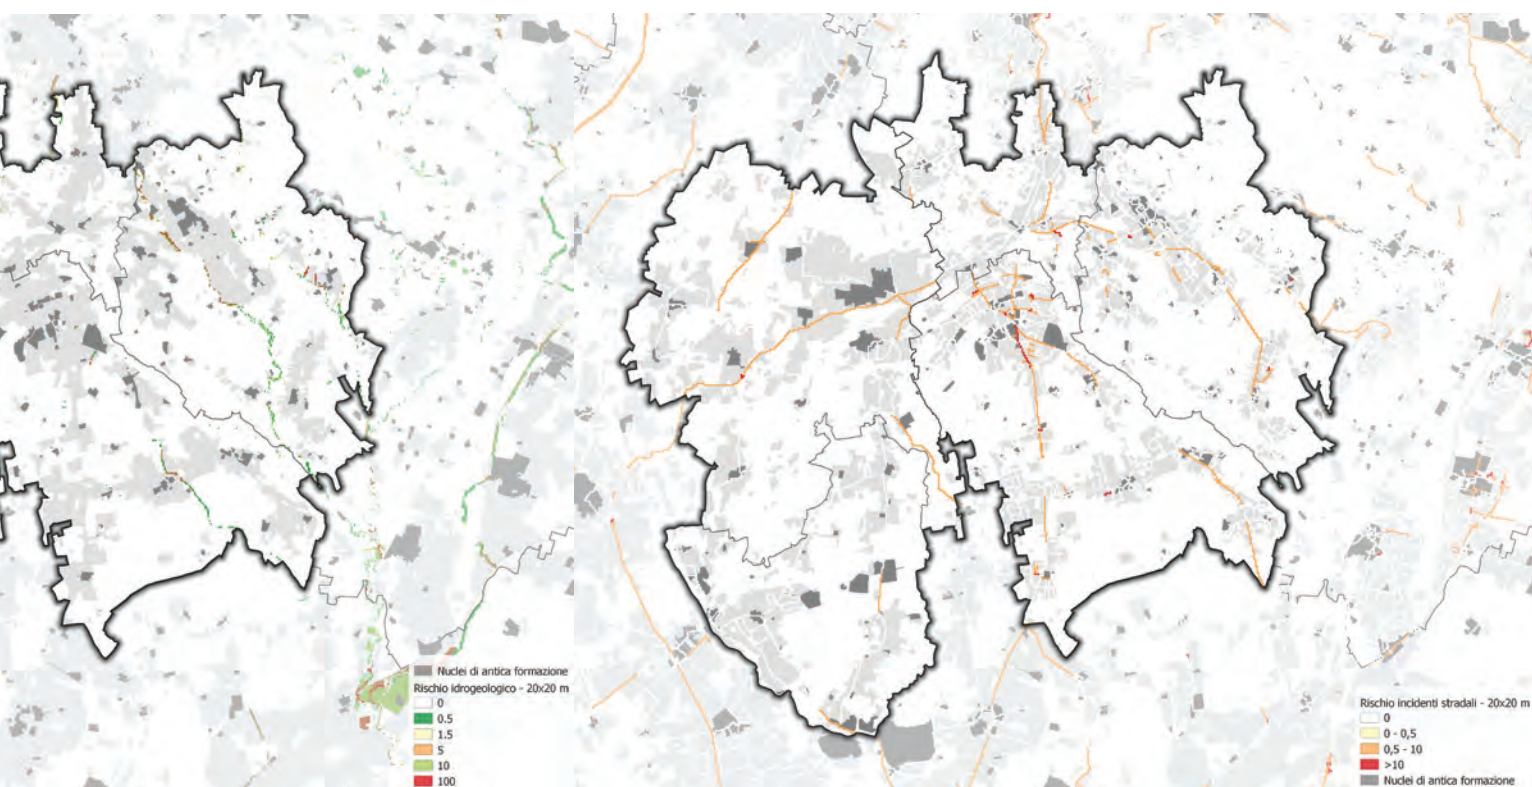 Nuclei di antica formazione
Rischio idrogeologico - 20x20 m
0
0.5
1.5
5
10
100
Rischio incidenti stradali - 20x20 m
0
0 - 0,5
0,5 - 10
>10
Nuclei di antica formazione